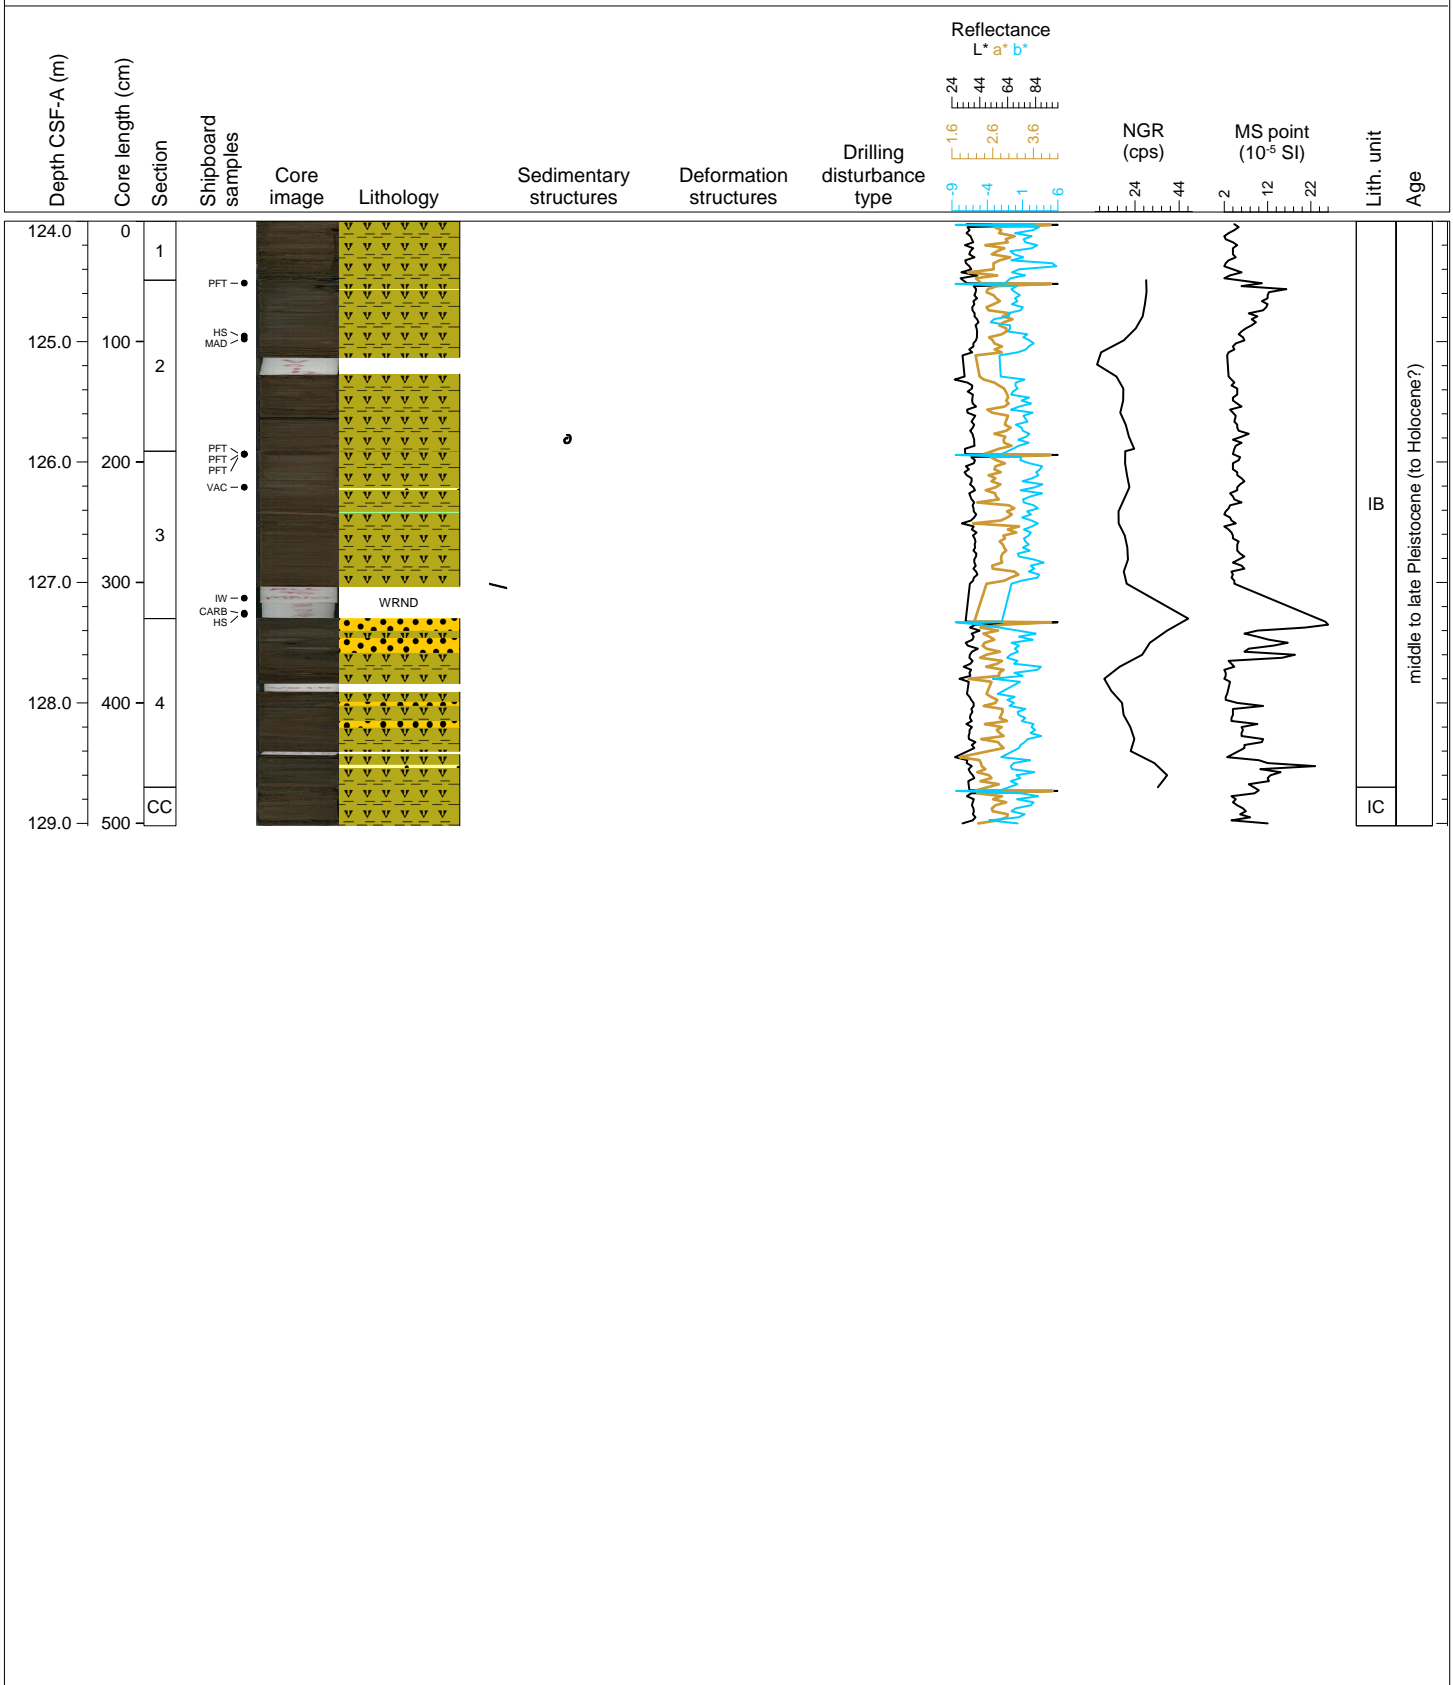 Depth CSF-A (m)
Core length (cm)
Section
Shipboard
samples
Core
image
Lithology
Sedimentary
structures
Deformation
structures
Drilling
disturbance
type
Reflectance
L* a* b*
24 44 64 84
1.6 2.6 3.6
-9 -4 1 6
NGR
(cps)
24 44
MS point
(10-5 SI)
2 12 22
Lith. unit
Age
124.0 0
1
PFT
HS
125.0 100 MAD
2
PFT
126.0 200 PFT
PFT
VAC
3
IB
middle to late Pleistocene (to Holocene?)
127.0 300
IW
WRND
CARB
HS
128.0 400 4
CC
IC
129.0 500